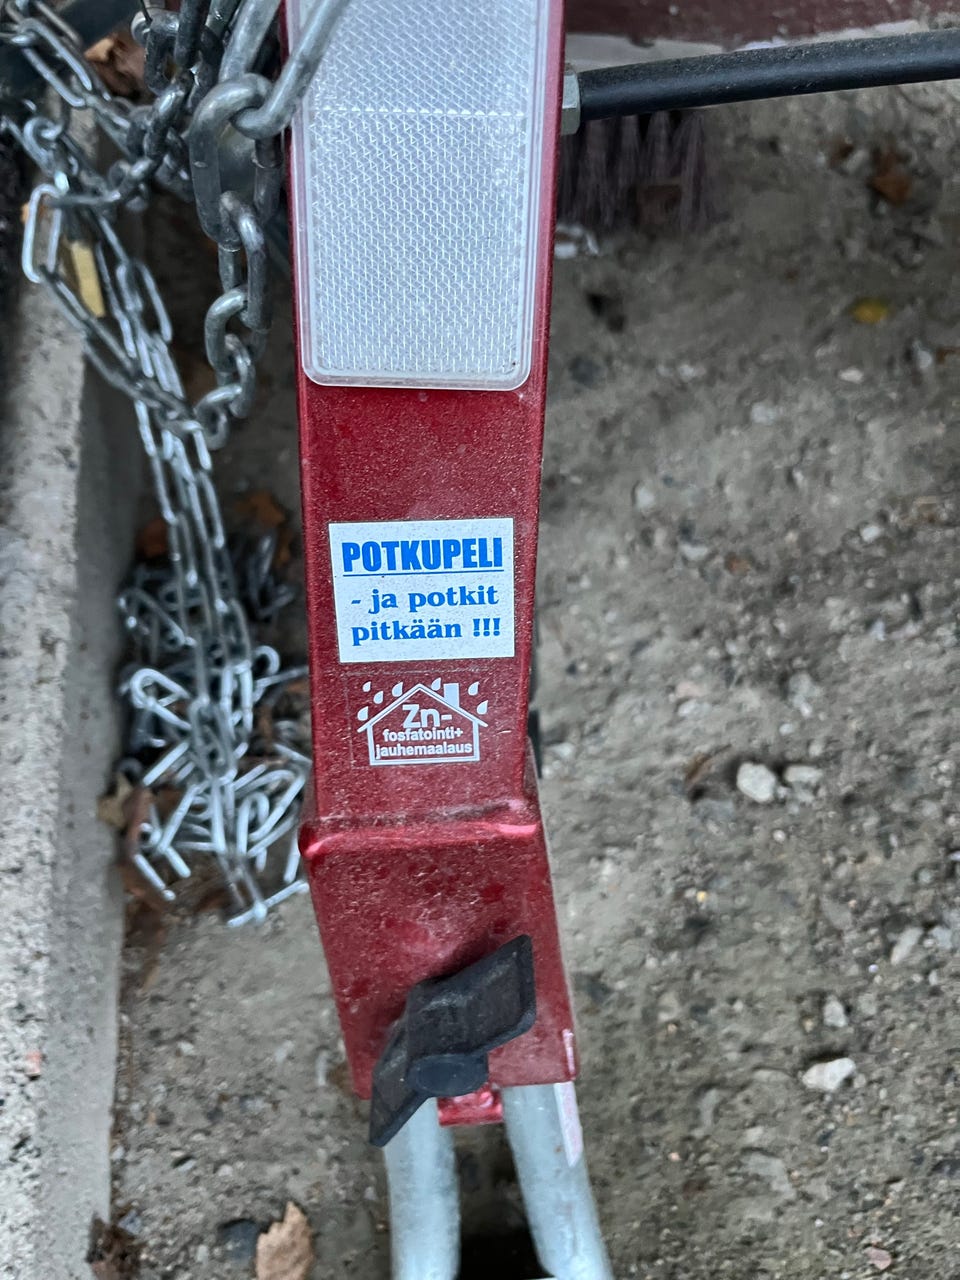 POTKUPELI
- ja potkit
pitkään !!!
Zn-
fosfatointi+
jauhemaalaus